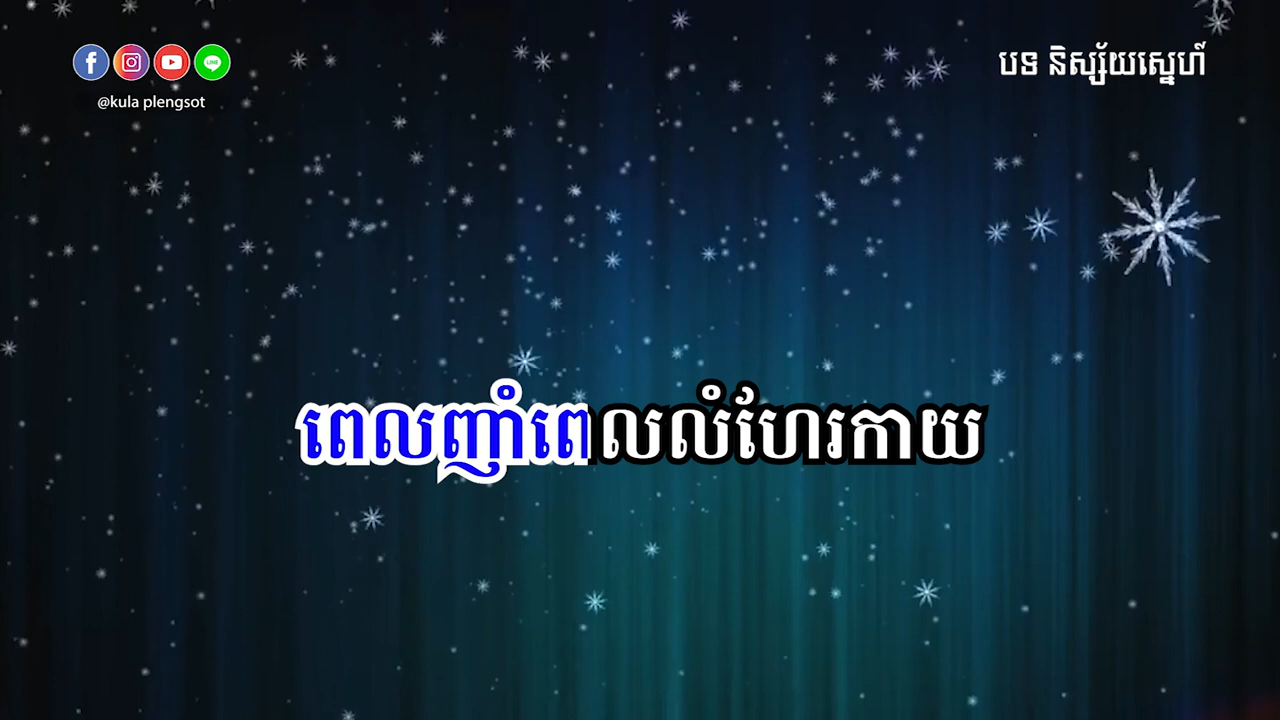 បទ និស្ស័យស្នេហ៍
@kula plengsot
ពេលញ៉ាំពេលលំហែរកាយ